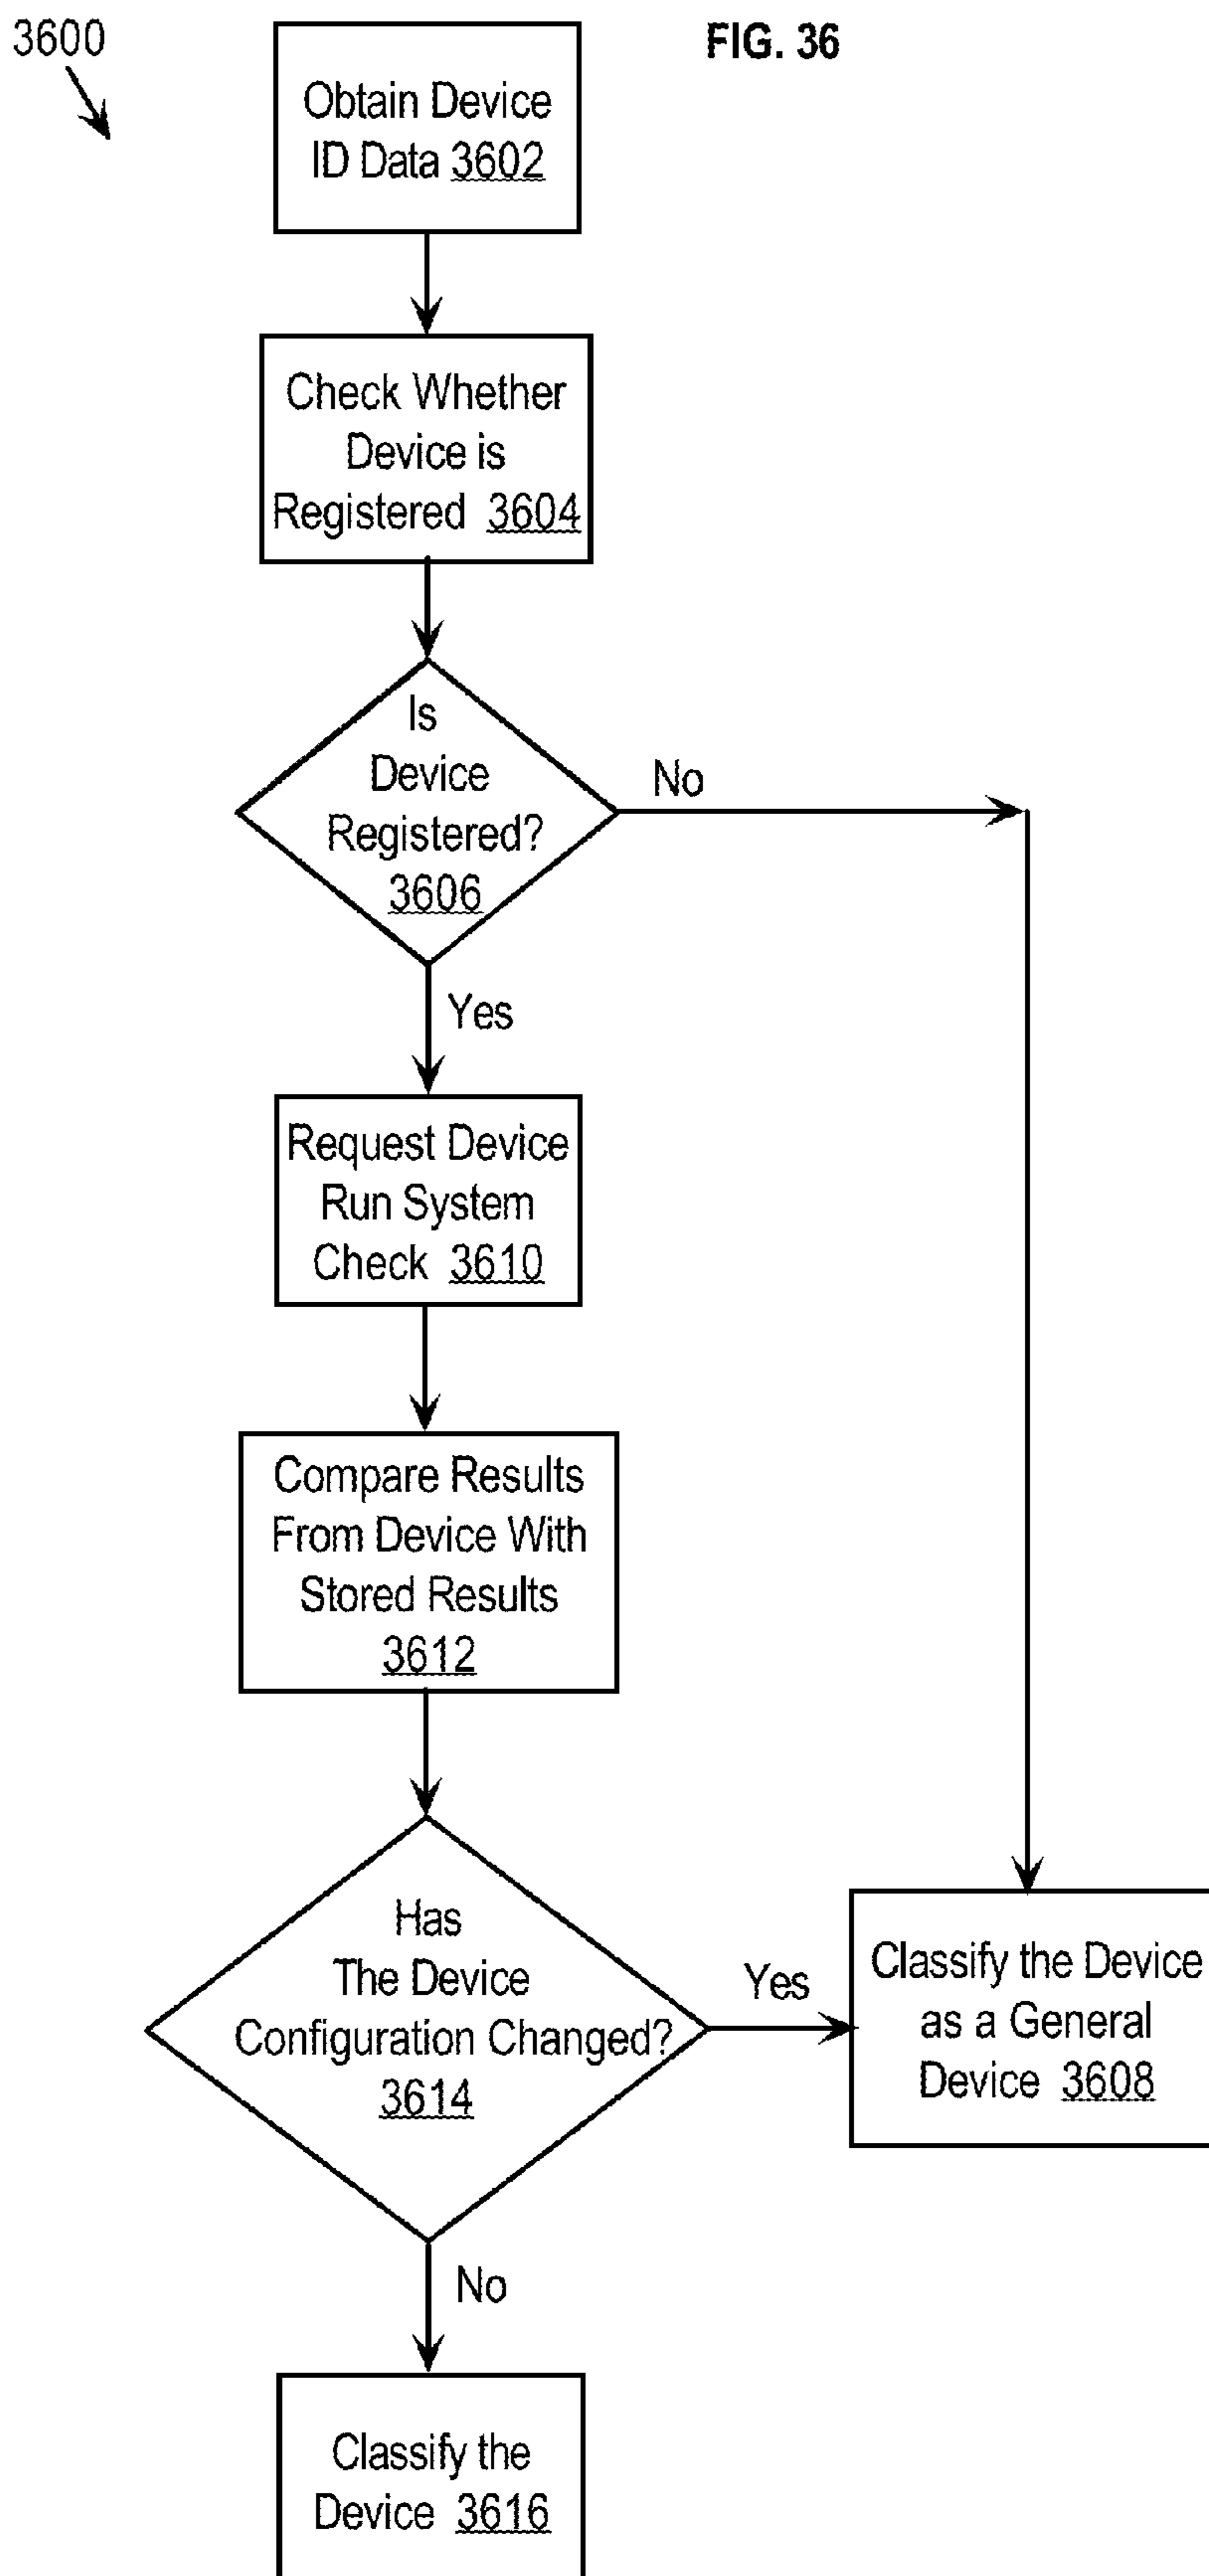 3600
FIG. 36
Obtain Device
ID Data 3602
Check Whether
Device is
Registered 3604
Is
Device
Registered?
3606
No
Yes
Request Device
Run System
Check 3610
Compare Results
From Device With
Stored Results
3612
Has
The Device
Configuration Changed?
3614
Yes
Classify the Device
as a General
Device 3608
No
Classify the
Device 3616